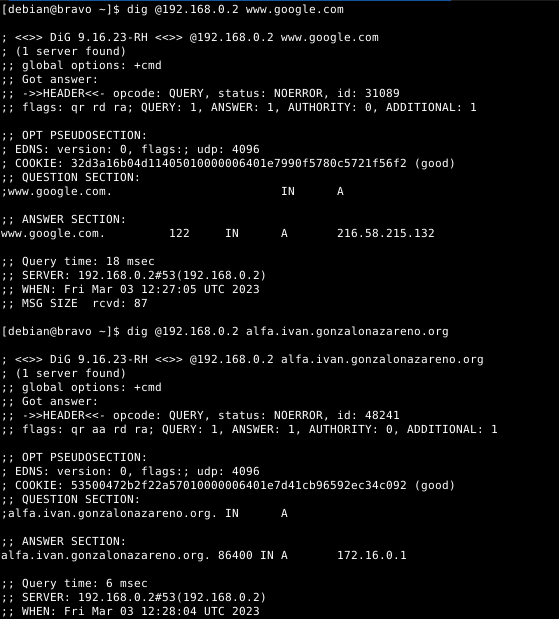 [debian@bravo ~]$ dig @192.168.0.2 www.google.com

; <<>> DiG 9.16.23-RH <<>> @192.168.0.2 www.google.com
; (1 server found)
;; global options: +cmd
;; Got answer:
;; ->>HEADER<<- opcode: QUERY, status: NOERROR, id: 31089
;; flags: qr rd ra; QUERY: 1, ANSWER: 1, AUTHORITY: 0, ADDITIONAL: 1

;; OPT PSEUDOSECTION:
; EDNS: version: 0, flags:; udp: 4096
; COOKIE: 32d3a16b04d11405010000006401e7990f5780c5721f56f2 (good)
;; QUESTION SECTION:
;www.google.com. IN A

;; ANSWER SECTION:
www.google.com. 122 IN A 216.58.215.132

;; Query time: 18 msec
;; SERVER: 192.168.0.2#53(192.168.0.2)
;; WHEN: Fri Mar 03 12:27:05 UTC 2023
;; MSG SIZE rcvd: 87

[debian@bravo ~]$ dig @192.168.0.2 alfa.ivan.gonzalonazareno.org

; <<>> DiG 9.16.23-RH <<>> @192.168.0.2 alfa.ivan.gonzalonazareno.org
; (1 server found)
;; global options: +cmd
;; Got answer:
;; ->>HEADER<<- opcode: QUERY, status: NOERROR, id: 48241
;; flags: qr aa rd ra; QUERY: 1, ANSWER: 1, AUTHORITY: 0, ADDITIONAL: 1

;; OPT PSEUDOSECTION:
; EDNS: version: 0, flags:; udp: 4096
; COOKIE: 53500472b2f22a57010000006401e7d41cb96592ec34c092 (good)
;; QUESTION SECTION:
;alfa.ivan.gonzalonazareno.org. IN A

;; ANSWER SECTION:
alfa.ivan.gonzalonazareno.org. 86400 IN A 172.16.0.1

;; Query time: 6 msec
;; SERVER: 192.168.0.2#53(192.168.0.2)
;; WHEN: Fri Mar 03 12:28:04 UTC 2023